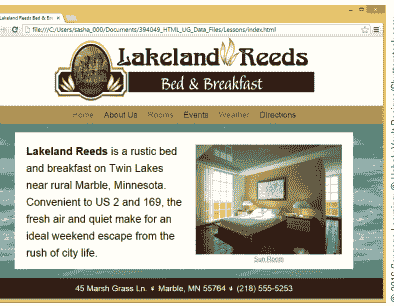 Lakeland Reeds Bed & Bre
file:///C:/Users/sasha_000/Documents/394049_HTML_UG_Data_Files/Lessons/index.html
Lakeland Reeds
Bed & Breakfast
Home About Us Rooms Events Weather Directions
Lakeland Reeds is a rustic bed
and breakfast on Twin Lakes
near rural Marble, Minnesota.
Convenient to US 2 and 169, the
fresh air and quiet make for an
ideal weekend escape from the
rush of city life.
Sun Room
45 Marsh Grass Ln. Marble, MN 55764 (218) 555-5253